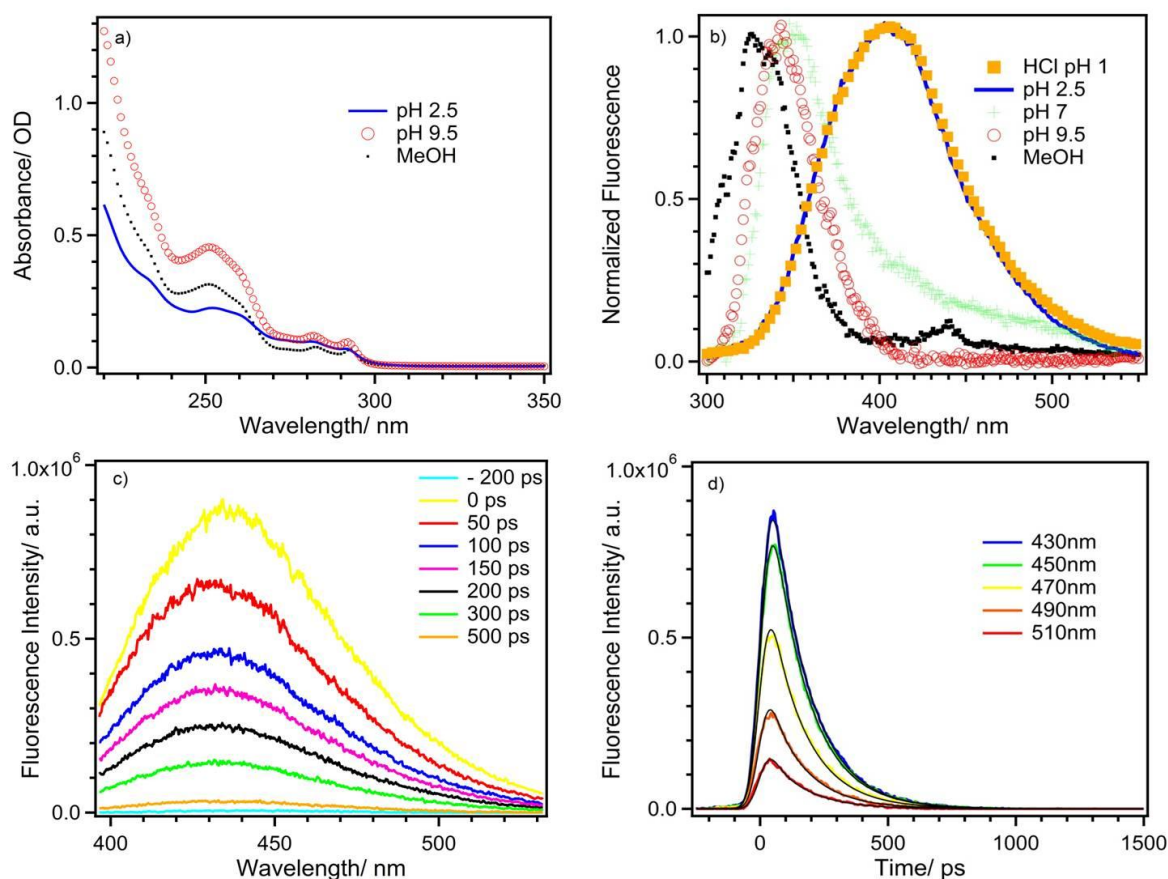 a)
1.0
0.5
0.0
Absorbance/ OD
250
300
350
Wavelength/ nm
pH 2.5
pH 9.5
MeOH
b)
1.0
0.5
0.0
Normalized Fluorescence
300
400
500
Wavelength/ nm
HCl pH 1
pH 2.5
pH 7
pH 9.5
MeOH
c)
1.0x10⁶
0.5
0.0
Fluorescence Intensity/ a.u.
400
450
500
Wavelength/ nm
- 200 ps
0 ps
50 ps
100 ps
150 ps
200 ps
300 ps
500 ps
d)
1.0x10⁶
0.5
0.0
Fluorescence Intensity/ a.u.
0
500
1000
1500
Time/ ps
430nm
450nm
470nm
490nm
510nm